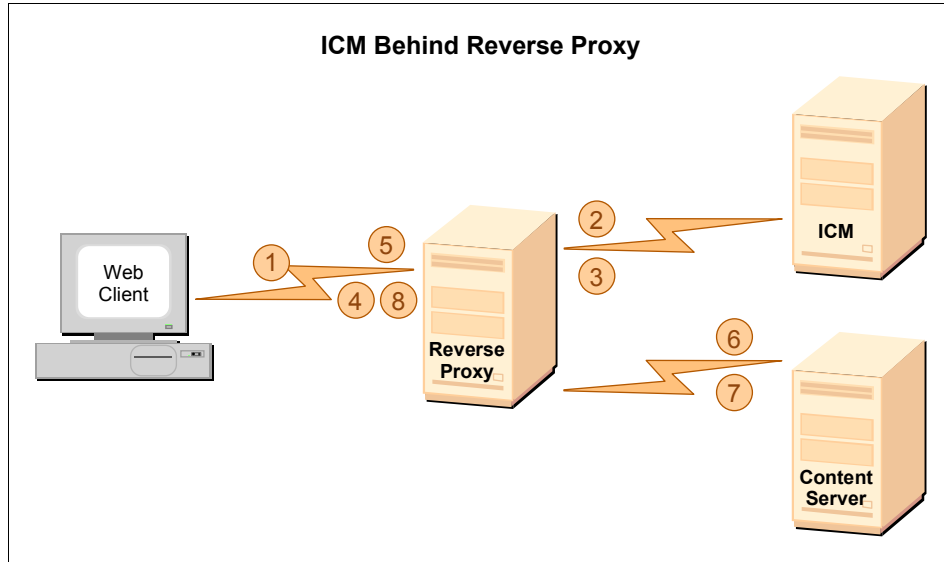 ICM Behind Reverse Proxy
2
ICM
5
1
3
Web
Client
4
8
Reverse
Proxy
6
7
Content
Server